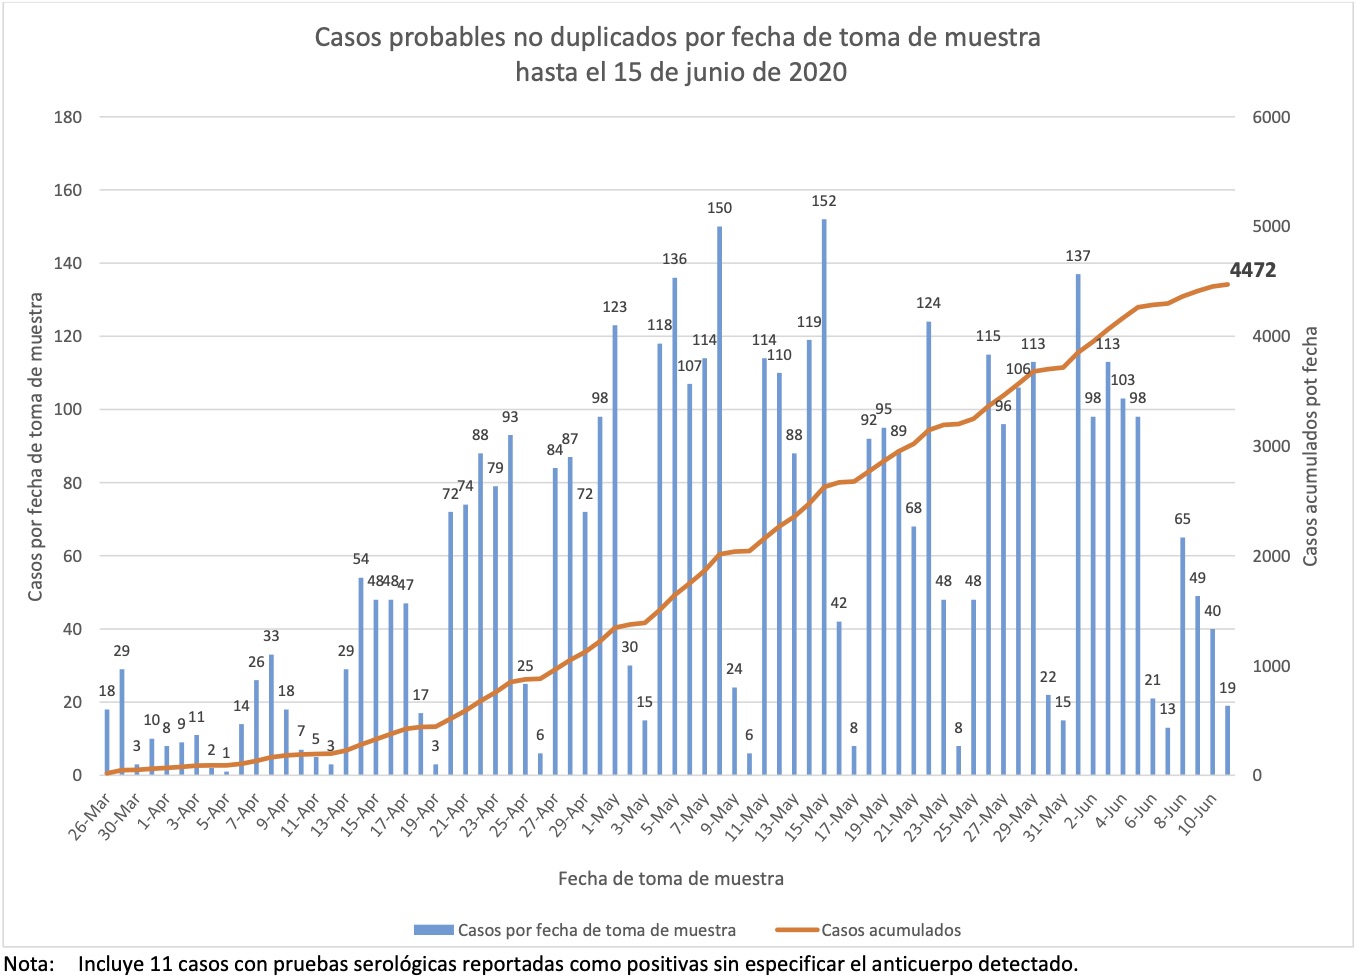 Casos probables no duplicados por fecha de toma de muestra
hasta el 15 de junio de 2020
180
160
140
120
100
80
60
40
20
0
Casos por fecha de toma de muestra
6000
5000
4000
3000
2000
1000
0
Casos acumulados pot fecha
18
29
3
10
8
9
11
2
1
14
26
33
18
7
5
3
29
54
48
48
47
17
3
72
74
88
79
93
25
6
84
87
72
98
123
30
15
118
136
107
114
150
24
6
114
110
88
119
152
42
8
92
95
89
68
124
48
8
48
115
96
106
113
22
15
137
98
113
103
98
21
13
65
49
40
19
4472
26-Mar
30-Mar
1-Apr
3-Apr
5-Apr
7-Apr
9-Apr
11-Apr
13-Apr
15-Apr
17-Apr
19-Apr
21-Apr
23-Apr
25-Apr
27-Apr
29-Apr
1-May
3-May
5-May
7-May
9-May
11-May
13-May
15-May
17-May
19-May
21-May
23-May
25-May
27-May
29-May
31-May
2-Jun
4-Jun
6-Jun
8-Jun
10-Jun
Fecha de toma de muestra
Casos por fecha de toma de muestra
Casos acumulados
Nota: Incluye 11 casos con pruebas serológicas reportadas como positivas sin especificar el anticuerpo detectado.